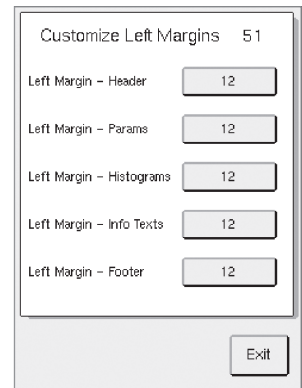 Customize Left Margins 51
Left Margin – Header 12
Left Margin – Params 12
Left Margin – Histograms 12
Left Margin – Info Texts 12
Left Margin – Footer 12
Exit